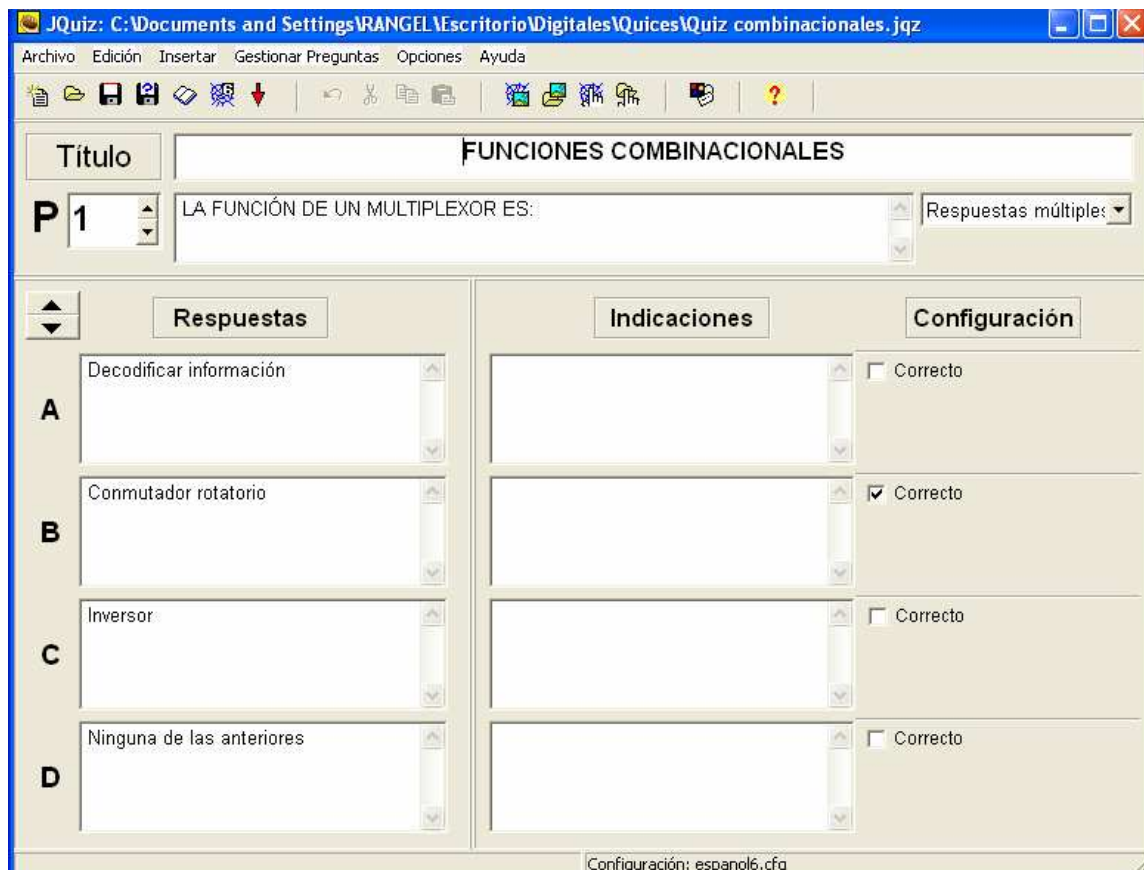 JQuiz: C:\Documents and Settings\RANGEL\Escritorio\Digitales\Quices\Quiz combinacionales.jqz
Archivo Edición Insertar Gestionar Preguntas Opciones Ayuda
Título FUNCIONES COMBINACIONALES
P 1 LA FUNCIÓN DE UN MULTIPLEXOR ES: Respuestas múltiples
Respuestas Indicaciones Configuración
A Decodificar información Correcto
B Conmutador rotatorio Correcto
C Inversor Correcto
D Ninguna de las anteriores Correcto
Configuración: espanol6.cfg